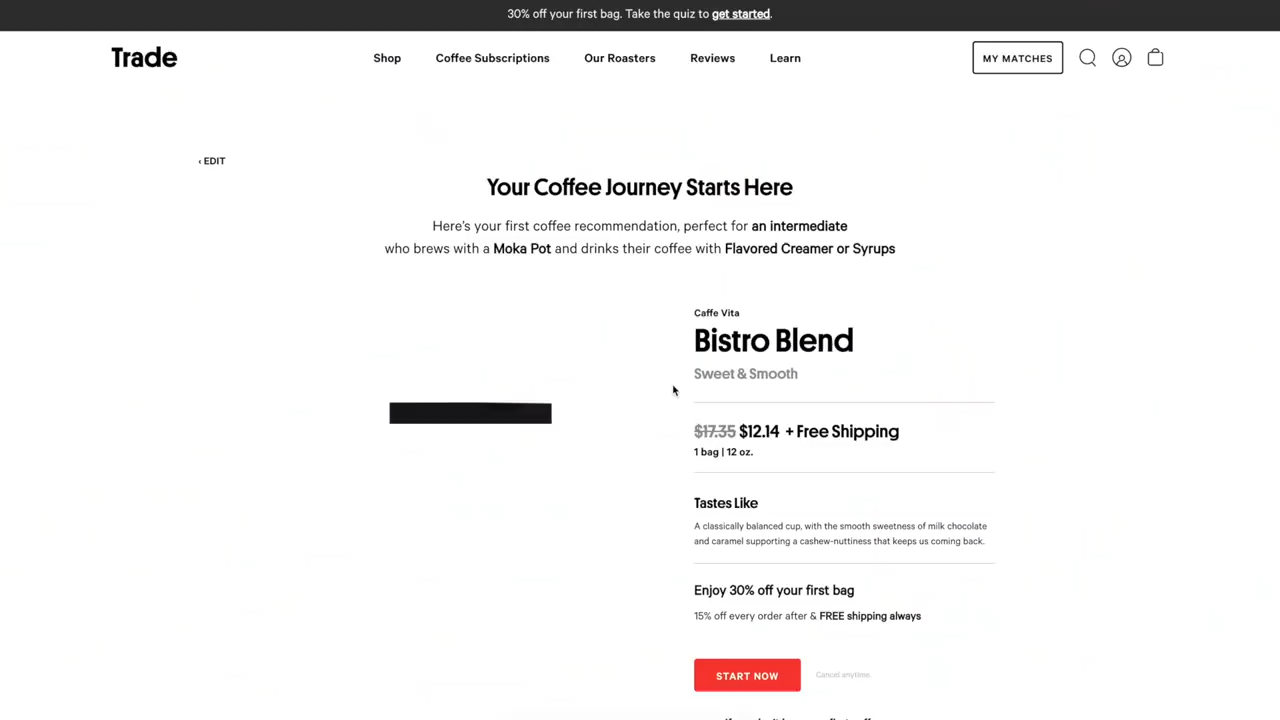 30% off your first bag. Take the quiz to get started.
Trade
Shop
Coffee Subscriptions
Our Roasters
Reviews
Learn
MY MATCHES
‹ EDIT
Your Coffee Journey Starts Here
Here's your first coffee recommendation, perfect for an intermediate
who brews with a Moka Pot and drinks their coffee with Flavored Creamer or Syrups
Caffe Vita
Bistro Blend
Sweet & Smooth
$17.35 $12.14 + Free Shipping
1 bag | 12 oz.
Tastes Like
A classically balanced cup, with the smooth sweetness of milk chocolate
and caramel supporting a cashew-nuttiness that keeps us coming back.
Enjoy 30% off your first bag
15% off every order after & FREE shipping always
START NOW
Cancel anytime.